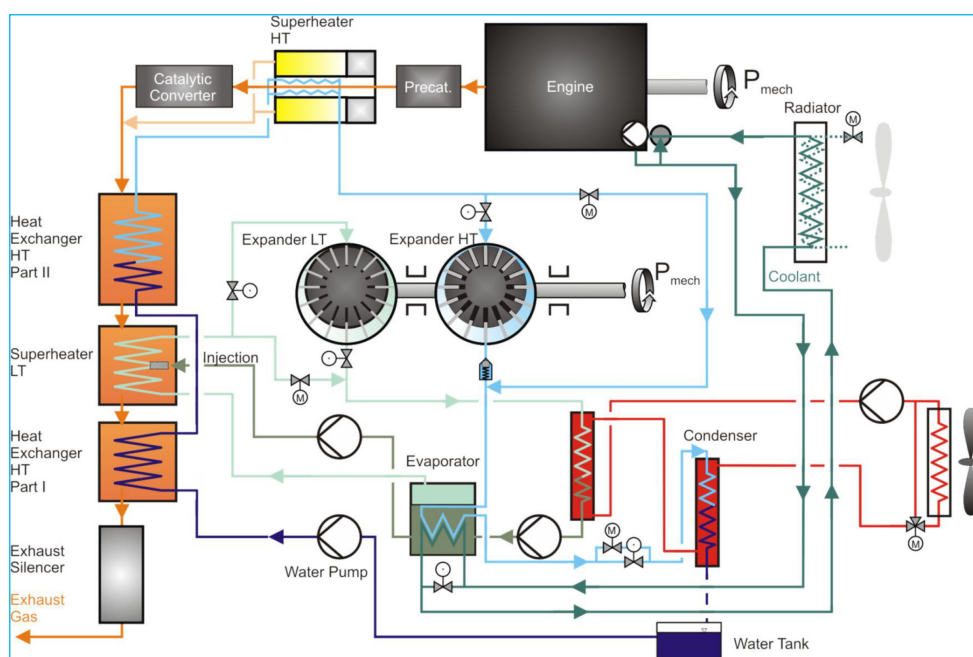 Superheater
HT
Catalytic
Converter
Precat.
Engine
P mech
Radiator
M
Heat
Exchanger
HT
Part II
Expander LT
Expander HT
M
P mech
Coolant
Superheater
LT
Injection
M
Heat
Exchanger
HT
Part I
Evaporator
Condenser
M
M
Exhaust
Silencer
Water Pump
Exhaust
Gas
Water Tank